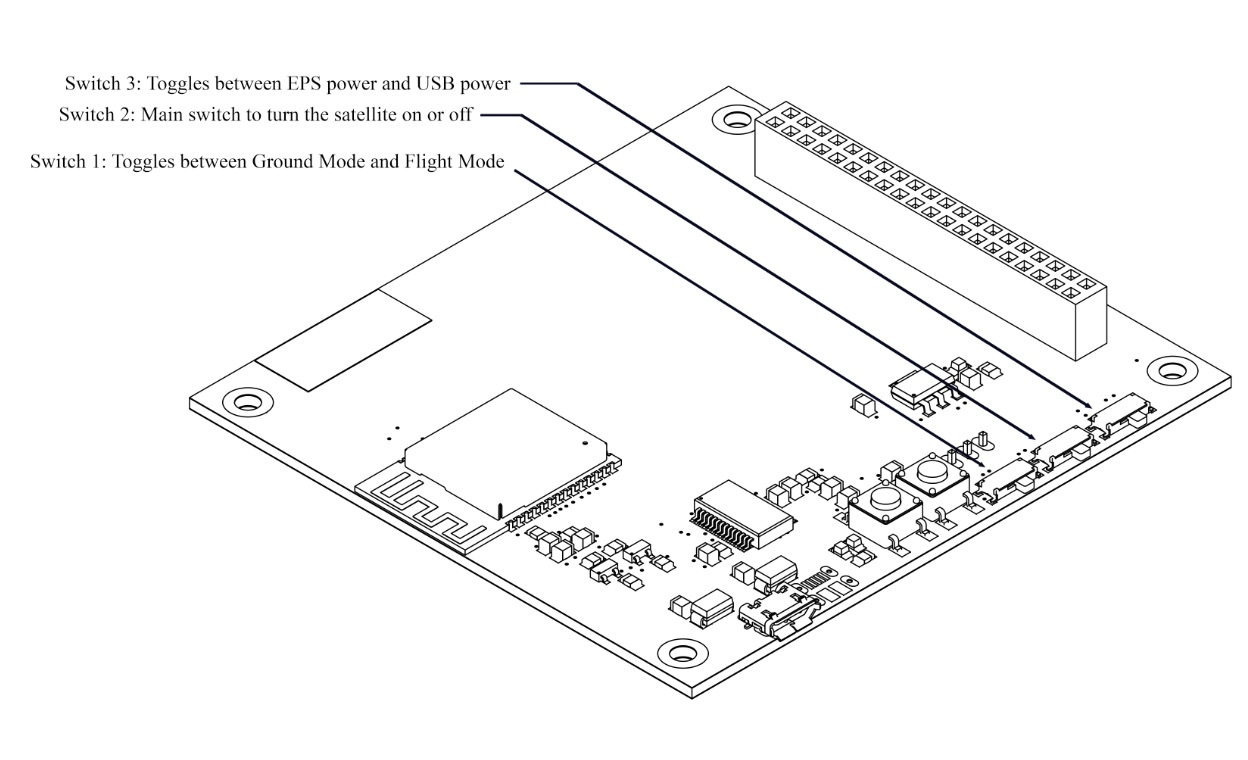 Switch 3: Toggles between EPS power and USB power
Switch 2: Main switch to turn the satellite on or off
Switch 1: Toggles between Ground Mode and Flight Mode